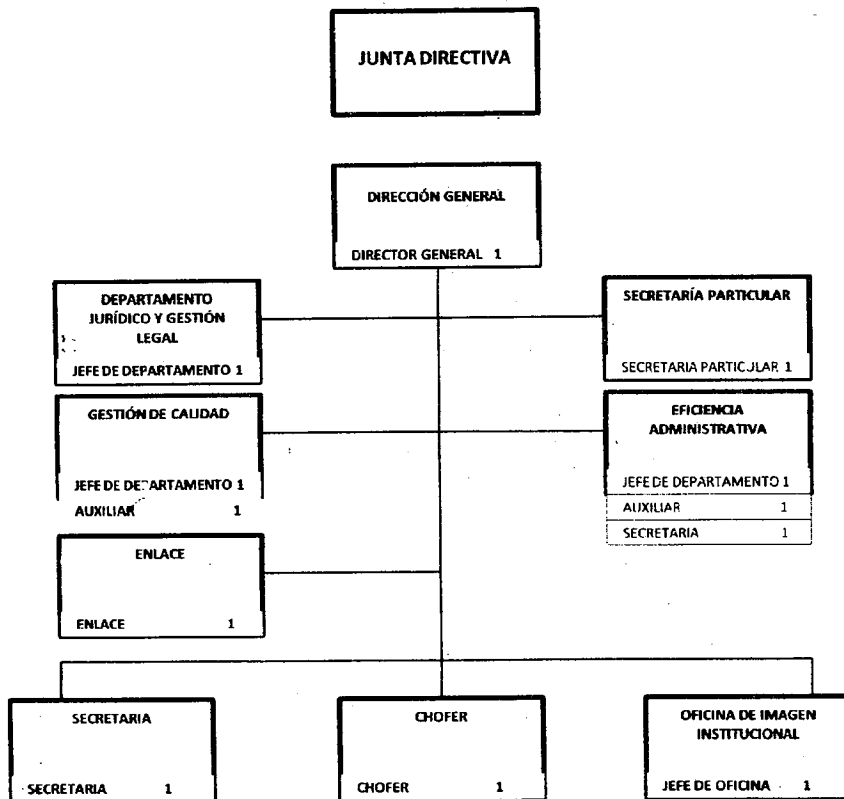 JUNTA DIRECTIVA
DIRECCIÓN GENERAL
DIRECTOR GENERAL 1
DEPARTAMENTO
JURÍDICO Y GESTIÓN
LEGAL
JEFE DE DEPARTAMENTO 1
SECRETARÍA PARTICULAR
SECRETARIA PARTICULAR 1
GESTIÓN DE CALIDAD
JEFE DE DEPARTAMENTO 1
AUXILIAR 1
EFICIENCIA
ADMINISTRATIVA
JEFE DE DEPARTAMENTO 1
AUXILIAR 1
SECRETARIA 1
ENLACE
ENLACE 1
SECRETARIA
SECRETARIA 1
CHOFER
CHOFER 1
OFICINA DE IMAGEN
INSTITUCIONAL
JEFE DE OFICINA 1